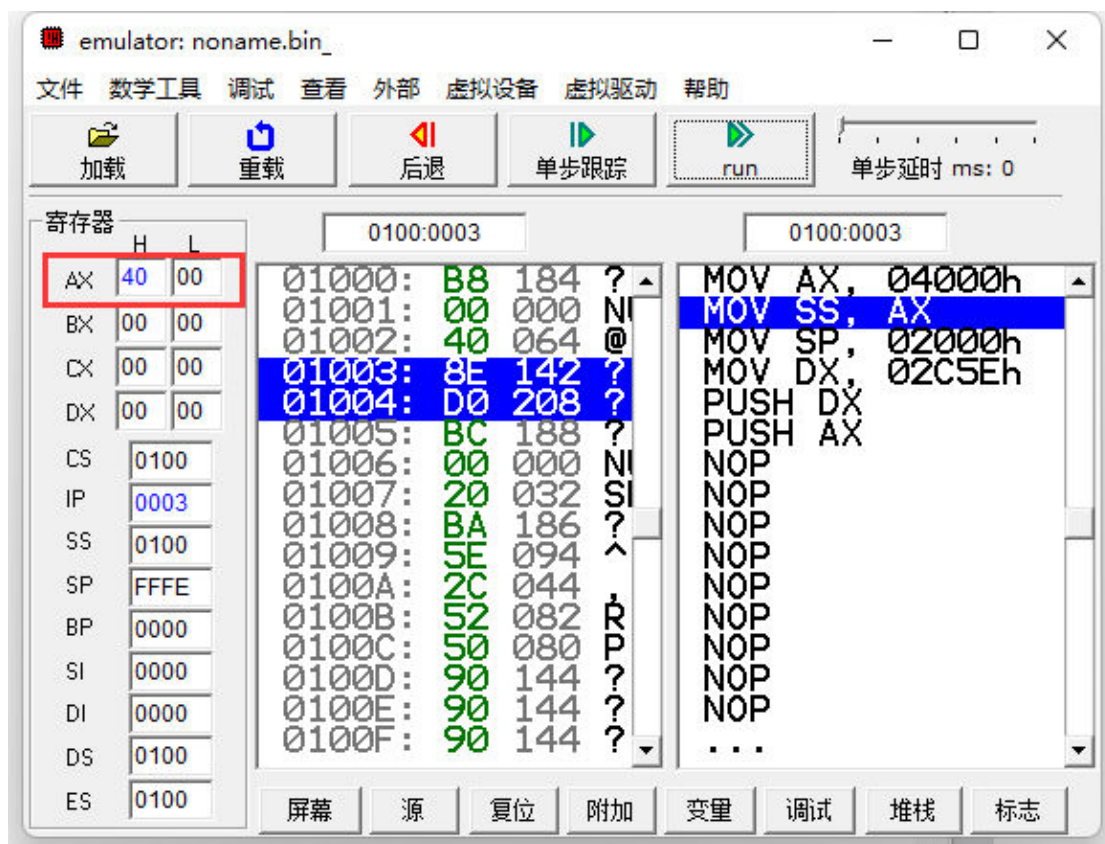 emulator: noname.bin_
文件 数学工具 调试 查看 外部 虚拟设备 虚拟驱动 帮助
加载 重载 后退 单步跟踪 run 单步延时 ms: 0
寄存器
H L
AX 40 00
BX 00 00
CX 00 00
DX 00 00
CS 0100
IP 0003
SS 0100
SP FFFE
BP 0000
SI 0000
DI 0000
DS 0100
ES 0100
0100:0003
01000: B8 184 ?
01001: 00 000 NU
01002: 40 064 @
01003: 8E 142 ?
01004: D0 208 ?
01005: BC 188 ?
01006: 00 000 NU
01007: 20 032 SP
01008: BA 186 ?
01009: 5E 094 ^
0100A: 2C 044 ,
0100B: 52 082 R
0100C: 50 080 P
0100D: 90 144 ?
0100E: 90 144 ?
0100F: 90 144 ?
0100:0003
MOV AX, 04000h
MOV SS, AX
MOV SP, 02000h
MOV DX, 02C5Eh
PUSH DX
PUSH AX
NOP
NOP
NOP
NOP
NOP
NOP
NOP
NOP
NOP
...
屏幕 源 复位 附加 变量 调试 堆栈 标志